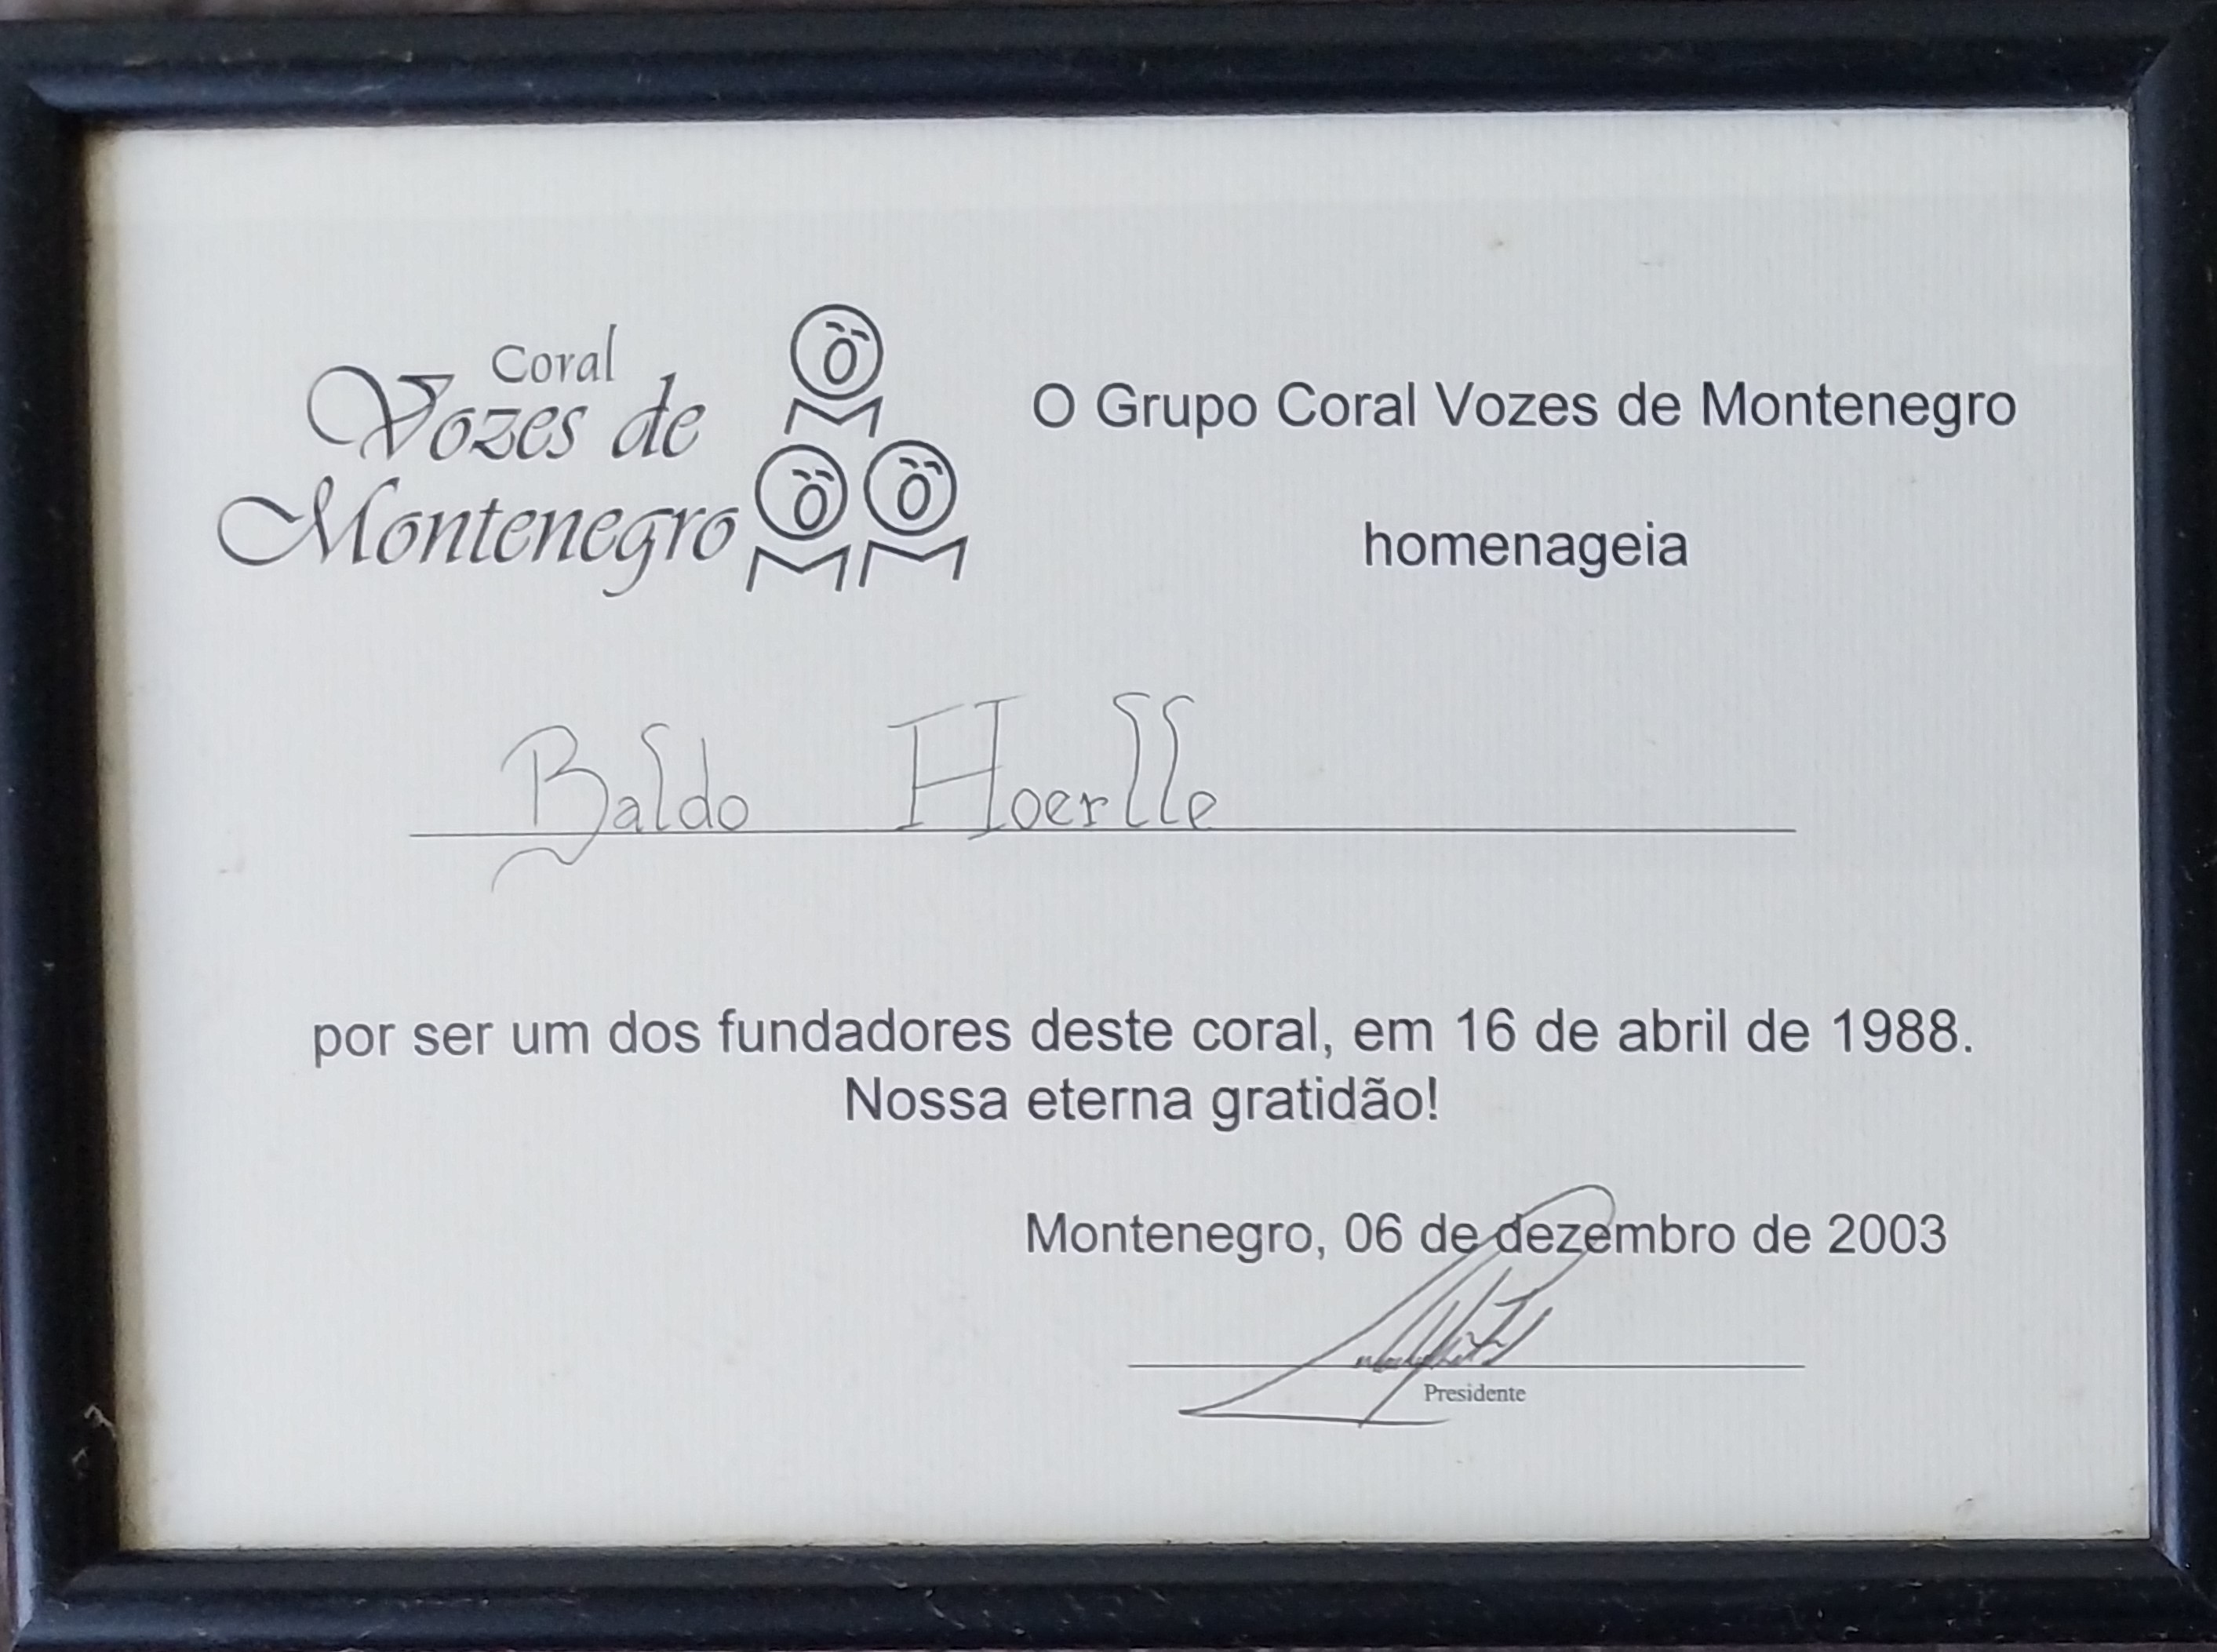 Coral
Vozes de
Montenegro
O Grupo Coral Vozes de Montenegro
homenageia
Baldo Hoerlle
por ser um dos fundadores deste coral, em 16 de abril de 1988.
Nossa eterna gratidão!
Montenegro, 06 de dezembro de 2003
Presidente